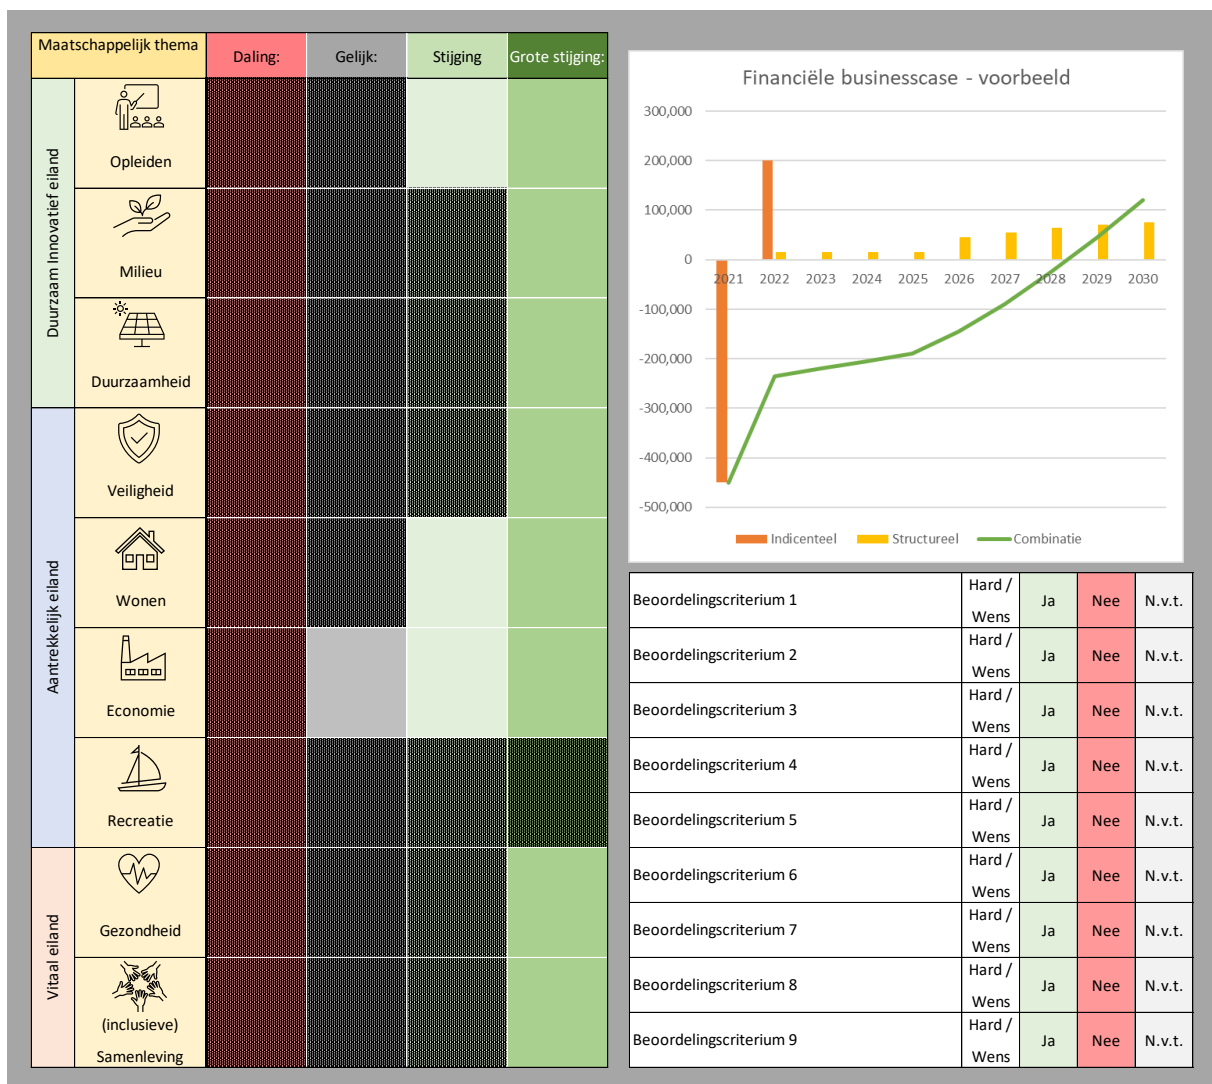 Maatschappelijk thema
Daling:
Gelijk:
Stijging
Grote stijging:
Duurzaam Innovatief eiland
Opleiden
Milieu
Duurzaamheid
Aantrekkelijk eiland
Veiligheid
Wonen
Economie
Recreatie
Vitaal eiland
Gezondheid
(inclusieve)
Samenleving
Financiële businesscase - voorbeeld
300,000
200,000
100,000
0
-100,000
-200,000
-300,000
-400,000
-500,000
2021 2022 2023 2024 2025 2026 2027 2028 2029 2030
Indicenteel Structureel Combinatie
Beoordelingscriterium 1 Hard /
Wens Ja Nee N.v.t.
Beoordelingscriterium 2 Hard /
Wens Ja Nee N.v.t.
Beoordelingscriterium 3 Hard /
Wens Ja Nee N.v.t.
Beoordelingscriterium 4 Hard /
Wens Ja Nee N.v.t.
Beoordelingscriterium 5 Hard /
Wens Ja Nee N.v.t.
Beoordelingscriterium 6 Hard /
Wens Ja Nee N.v.t.
Beoordelingscriterium 7 Hard /
Wens Ja Nee N.v.t.
Beoordelingscriterium 8 Hard /
Wens Ja Nee N.v.t.
Beoordelingscriterium 9 Hard /
Wens Ja Nee N.v.t.